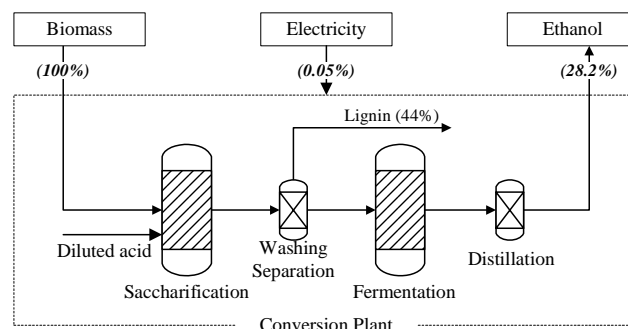 Biomass
Electricity
Ethanol
(100%)
(0.05%)
(28.2%)
Lignin (44%)
Diluted acid
Washing
Separation
Distillation
Saccharification
Fermentation
Conversion Plant